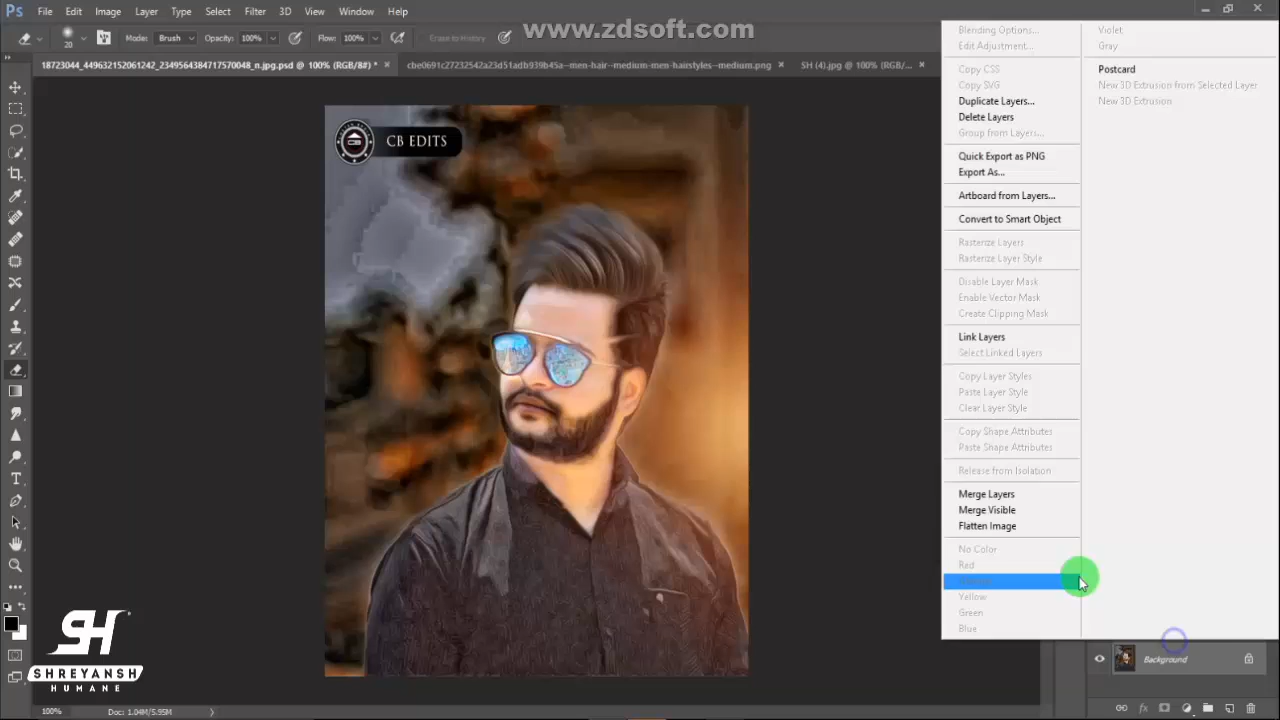 Ps File Edit Image Layer Type Select Filter 3D View Window Help
www.zdsoft.com
20 Mode: Brush Opacity: 100% Flow: 100% Erase to History
18723044_449632152061242_2349564384717570048_n.jpg.psd @ 100% (RGB/8#) * × cbe0691c27232542a23d51adb939b45a--men-hair--medium-men-hairstyles--medium.png × SH (4).jpg @ 100% (RGB/8... ×
CB EDITS
Blending Options...
Edit Adjustment...
Copy CSS
Copy SVG
Duplicate Layers...
Delete Layers
Group from Layers...
Quick Export as PNG
Export As...
Artboard from Layers...
Convert to Smart Object
Rasterize Layers
Rasterize Layer Style
Disable Layer Mask
Enable Vector Mask
Create Clipping Mask
Link Layers
Select Linked Layers
Copy Layer Styles
Paste Layer Style
Clear Layer Style
Copy Shape Attributes
Paste Shape Attributes
Release from Isolation
Merge Layers
Merge Visible
Flatten Image
No Color
Red
Yellow
Green
Blue
Violet
Gray
Postcard
New 3D Extrusion from Selected Layer
New 3D Extrusion
Background
SH
SHREYANSH
HUMANE
100% Doc: 1.04M/5.95M